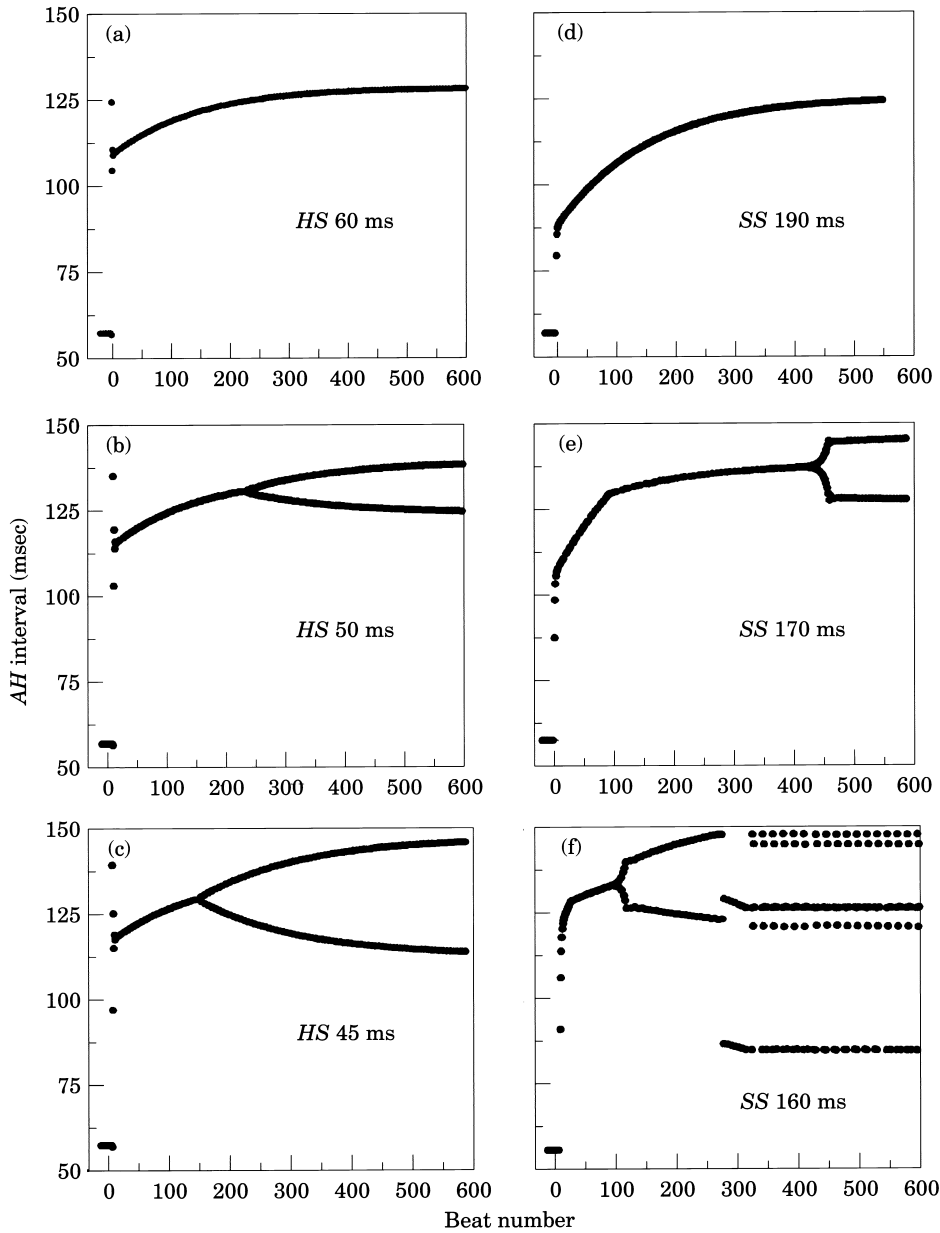 150
125
100
75
50
(a)
HS 60 ms
0 100 200 300 400 500 600
(d)
SS 190 ms
0 100 200 300 400 500 600
AH interval (msec)
150
125
100
75
50
(b)
HS 50 ms
0 100 200 300 400 500 600
(e)
SS 170 ms
0 100 200 300 400 500 600
150
125
100
75
50
(c)
HS 45 ms
0 100 200 300 400 500 600
(f)
SS 160 ms
0 100 200 300 400 500 600
Beat number